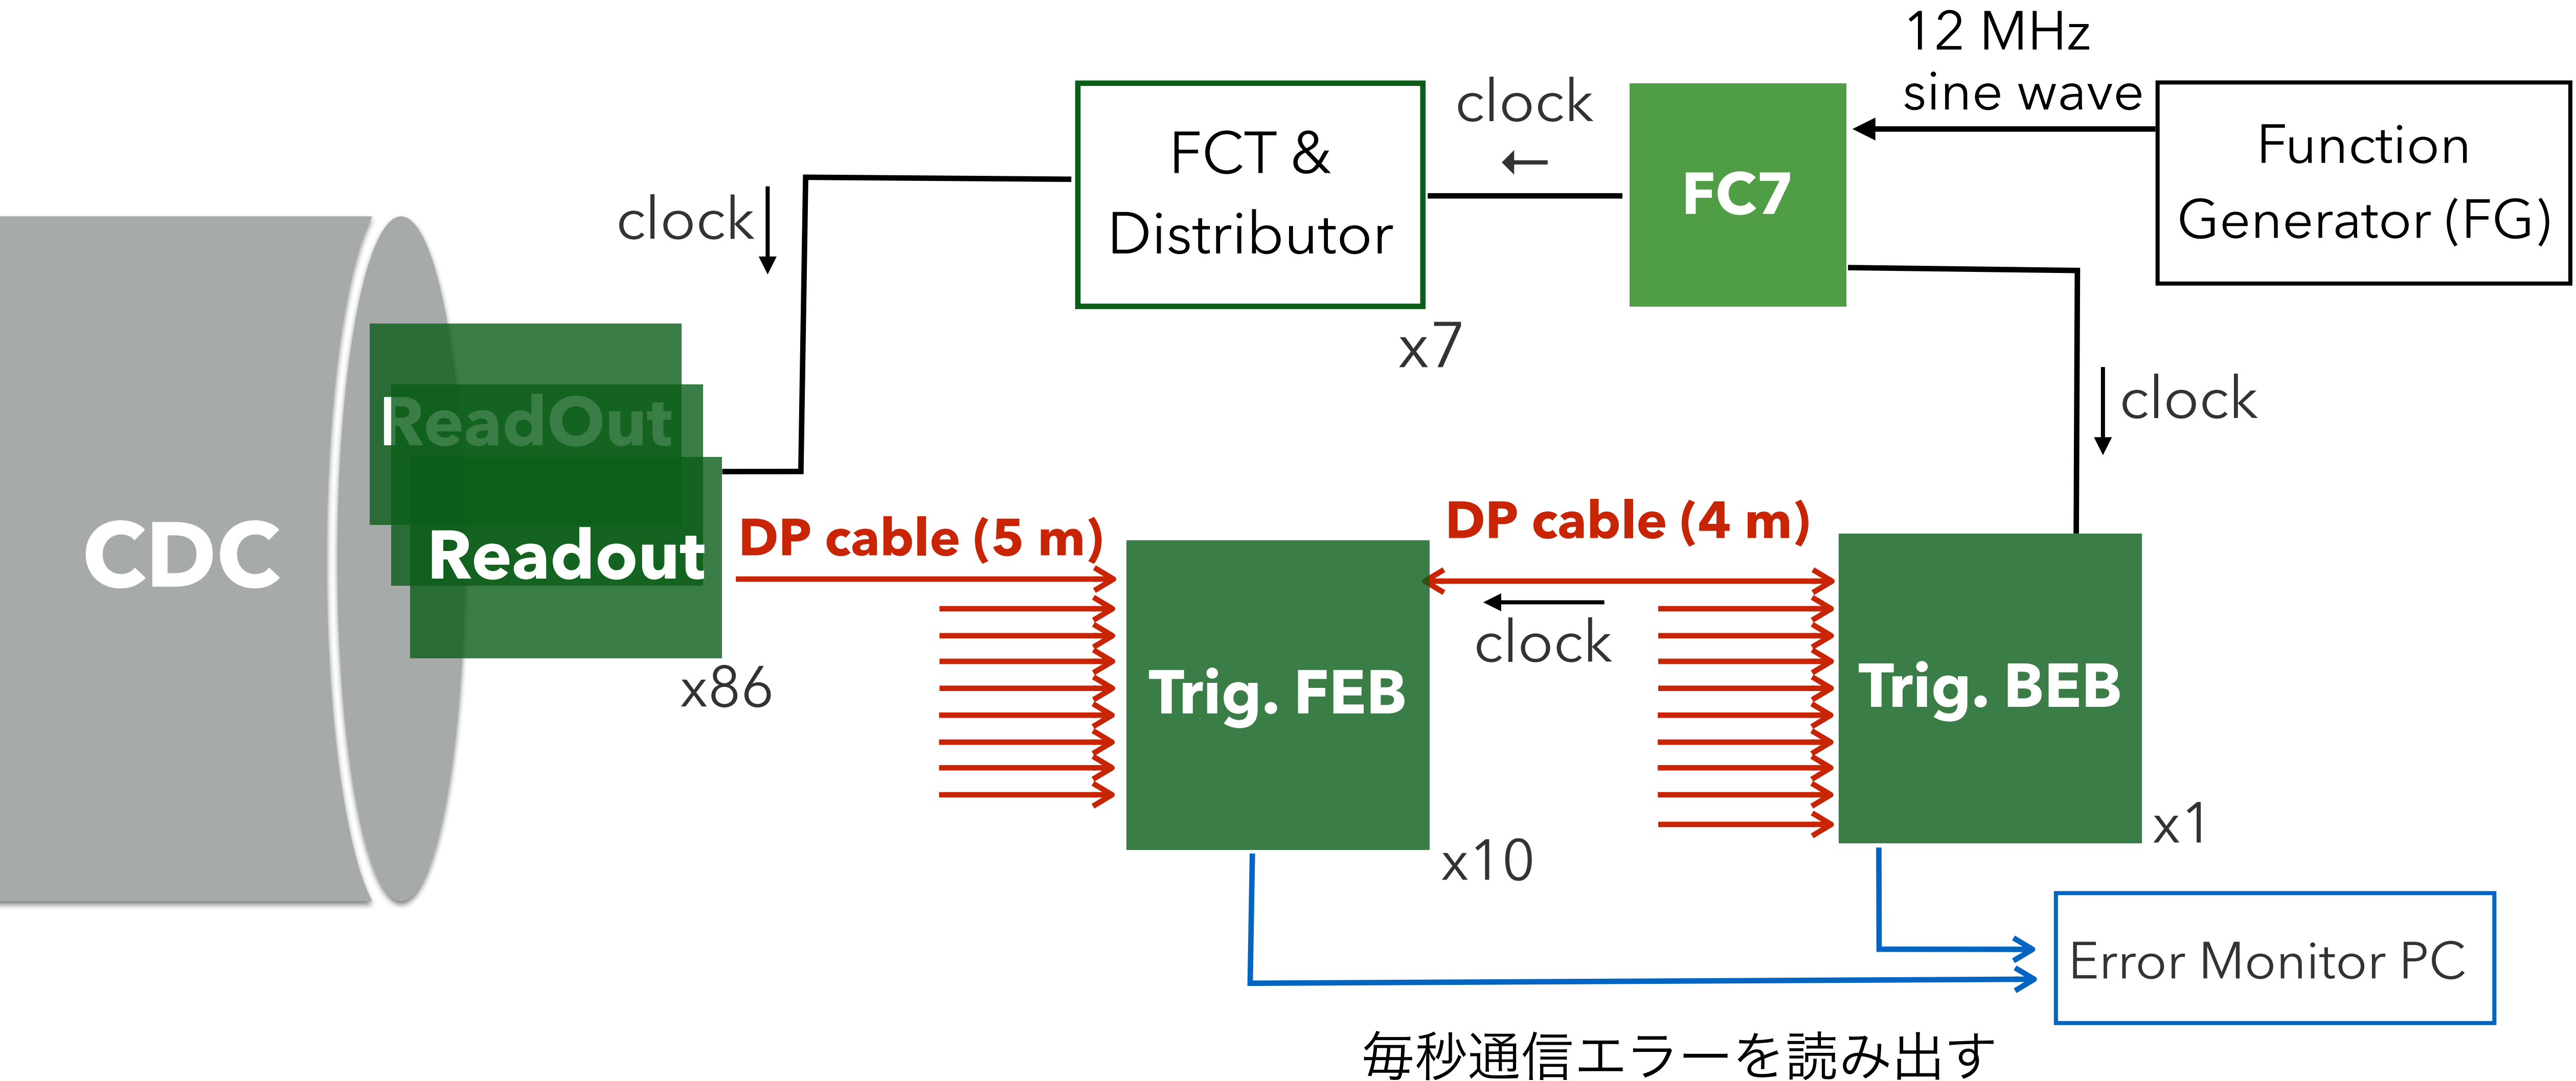 12 MHz
sine wave
Function
Generator (FG)
FC7
clock
←
FCT &
Distributor
x7
clock
clock
CDC
ReadOut
Readout
x86
DP cable (5 m)
Trig. FEB
x10
DP cable (4 m)
clock
Trig. BEB
x1
Error Monitor PC
毎秒通信エラーを読み出す